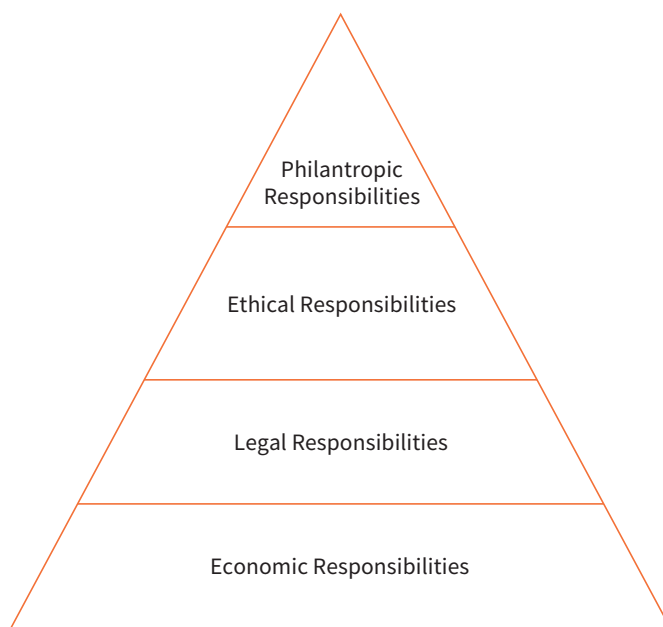 Philantropic
Responsibilities
Ethical Responsibilities
Legal Responsibilities
Economic Responsibilities